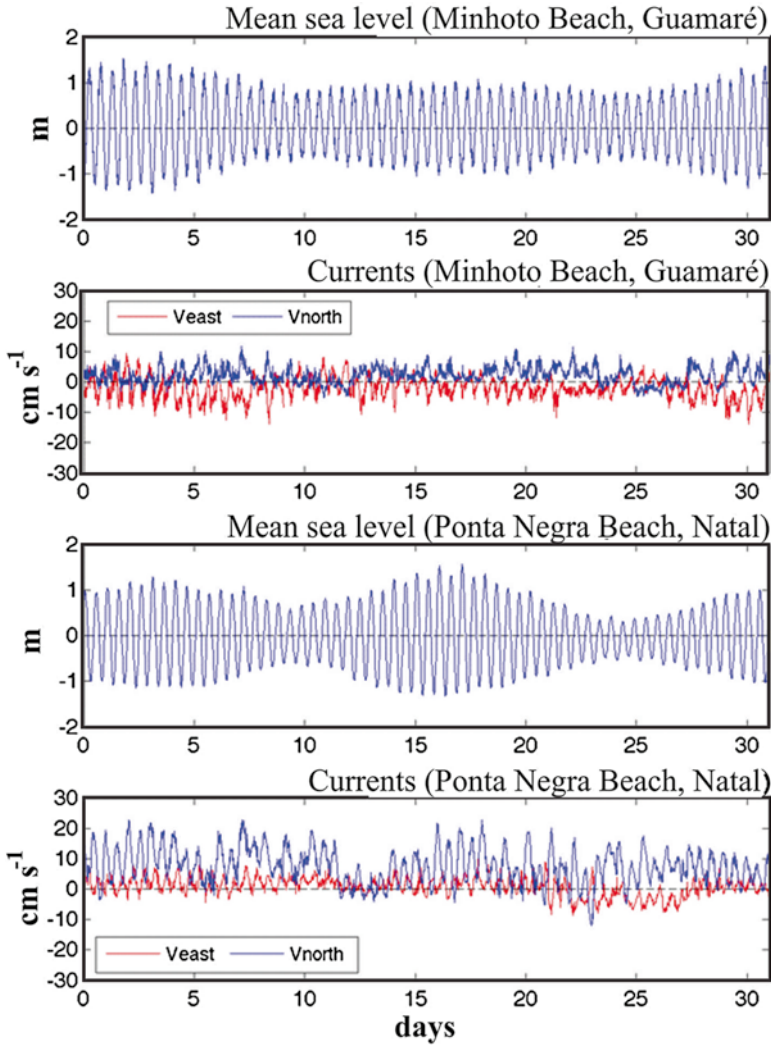 Mean sea level (Minhoto Beach, Guamaré)
2
1
m
0
-1
-2
0 5 10 15 20 25 30
Currents (Minhoto Beach, Guamaré)
30
20
Veast Vnorth
10
cm s⁻¹
0
-10
-20
-30
0 5 10 15 20 25 30
Mean sea level (Ponta Negra Beach, Natal)
2
1
m
0
-1
-2
0 5 10 15 20 25 30
Currents (Ponta Negra Beach, Natal)
30
20
10
cm s⁻¹
0
-10
-20
Veast Vnorth
-30
0 5 10 15 20 25 30
days